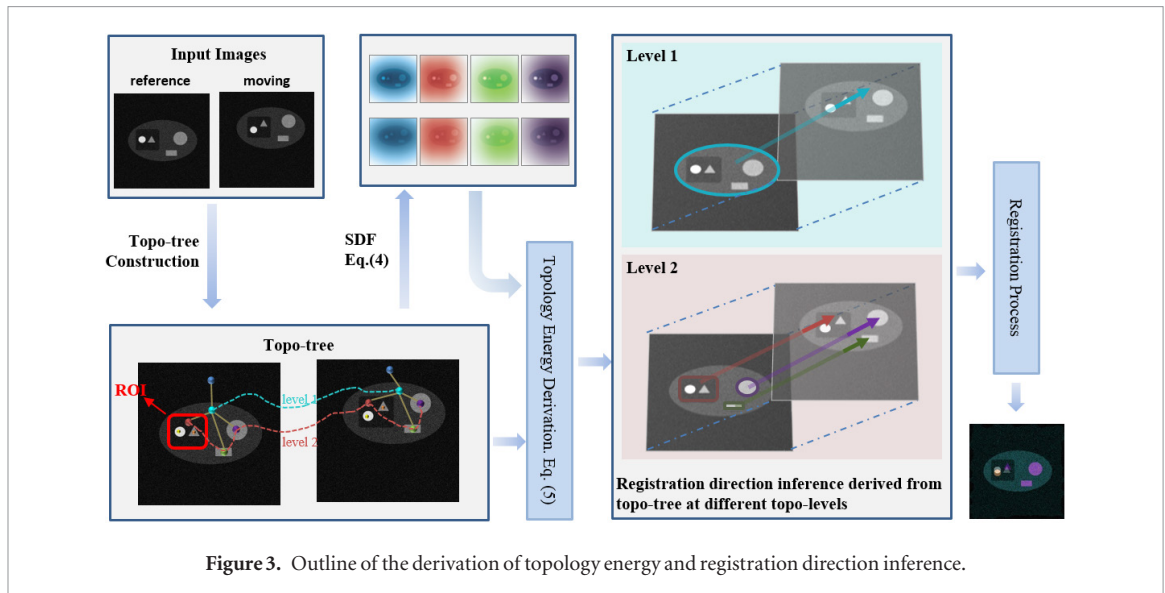 Input Images
reference
moving
Topo-tree
Construction
SDF
Eq.(4)
Topo-tree
ROI
level 1
level 2
Topology Energy Derivation. Eq. (5)
Level 1
Level 2
Registration direction inference derived from
topo-tree at different topo-levels
Registration Process
Figure 3. Outline of the derivation of topology energy and registration direction inference.